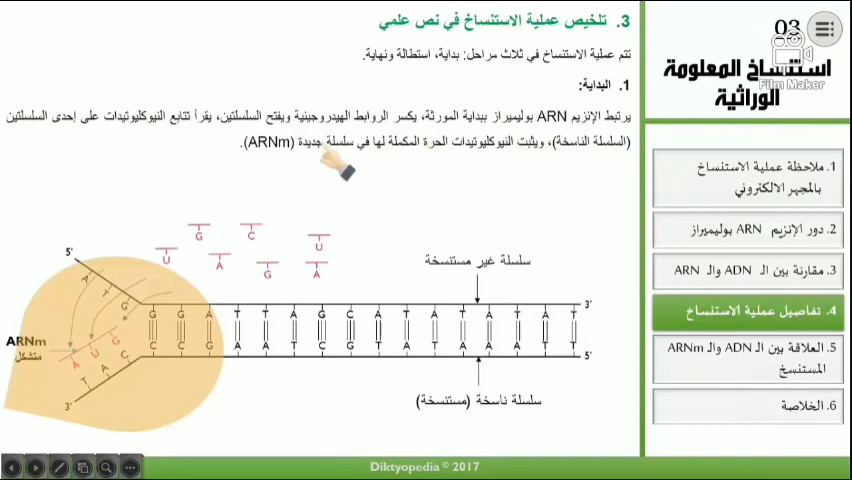 3. تلخيص عملية الاستنساخ في نص علمي
تتم عملية الاستنساخ في ثلاث مراحل: بداية، استطالة ونهاية.
1. البداية:
يرتبط الإنزيم ARN بوليميراز ببداية المورثة، يكسر الروابط الهيدروجينية ويفتح السلسلتين، يقرأ تتابع النيوكليوتيدات على إحدى السلسلتين
(السلسلة الناسخة)، ويثبت النيوكليوتيدات الحرة المكملة لها في سلسلة جديدة (ARNm).
03
استنساخ المعلومة
الوراثية
Film Maker
1. ملاحظة عملية الاستنساخ
بالمجهر الالكتروني
2. دور الإنزيم ARN بوليميراز
3. مقارنة بين الـ ADN والـ ARN
4. تفاصيل عملية الاستنساخ
5. العلاقة بين الـ ADN والـ ARNm
المستنسخ
6. الخلاصة
G C U
U A G A
سلسلة غير مستنسخة
5'
3'
A T G G G A T T A G C A T A T A T A T
ARNm
متشكل
A U G
T A C C C G A A T C G T A T A A A T T
5'
3'
سلسلة ناسخة (مستنسخة)
Diktyopedia © 2017